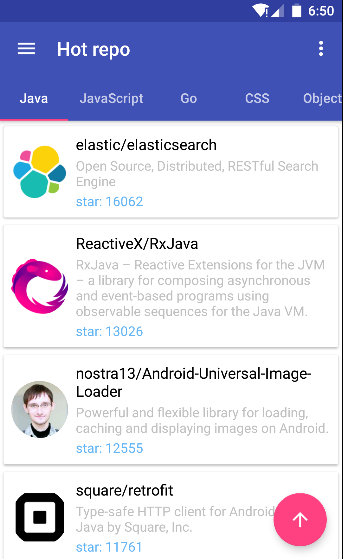 6:50
Hot repo
Java JavaScript Go CSS Object
elastic/elasticsearch
Open Source, Distributed, RESTful Search
Engine
star: 16062
ReactiveX/RxJava
RxJava – Reactive Extensions for the JVM
– a library for composing asynchronous
and event-based programs using
observable sequences for the Java VM.
star: 13026
nostra13/Android-Universal-Image-
Loader
Powerful and flexible library for loading,
caching and displaying images on Android.
star: 12555
square/retrofit
Type-safe HTTP client for Android
Java by Square, Inc.
star: 11761